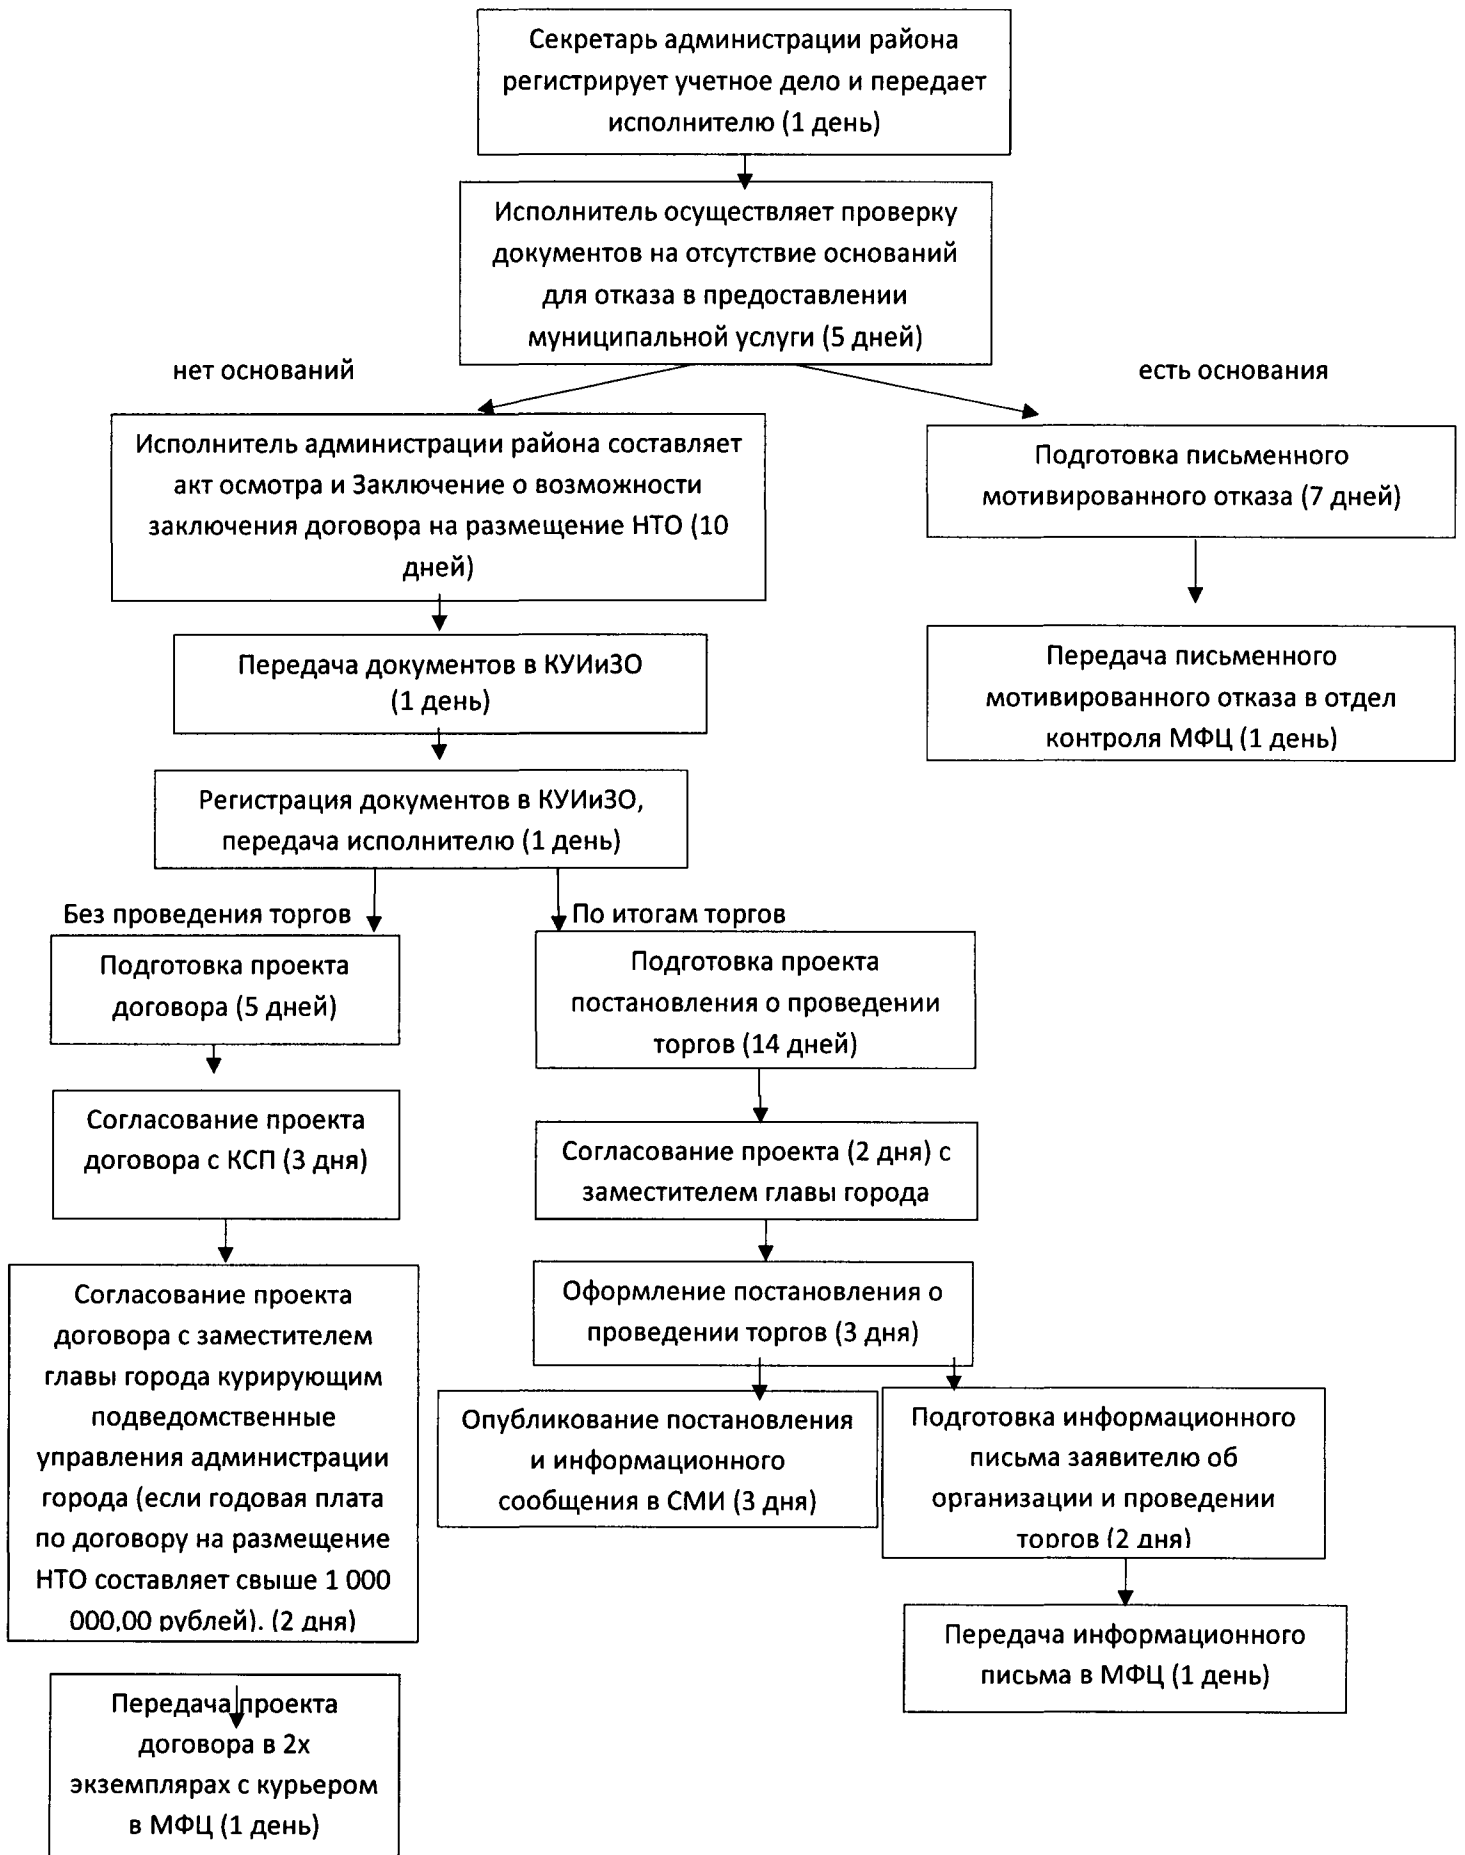 Секретарь администрации района
регистрирует учетное дело и передает
исполнителю (1 день)
Исполнитель осуществляет проверку
документов на отсутствие оснований
для отказа в предоставлении
муниципальной услуги (5 дней)
нет оснований
есть основания
Исполнитель администрации района составляет
акт осмотра и Заключение о возможности
заключения договора на размещение НТО (10
дней)
Подготовка письменного
мотивированного отказа (7 дней)
Передача документов в КУИиЗО
(1 день)
Передача письменного
мотивированного отказа в отдел
контроля МФЦ (1 день)
Регистрация документов в КУИиЗО,
передача исполнителю (1 день)
Без проведения торгов
По итогам торгов
Подготовка проекта
договора (5 дней)
Подготовка проекта
постановления о проведении
торгов (14 дней)
Согласование проекта
договора с КСП (3 дня)
Согласование проекта (2 дня) с
заместителем главы города
Согласование проекта
договора с заместителем
главы города курирующим
подведомственные
управления администрации
города (если годовая плата
по договору на размещение
НТО составляет свыше 1 000
000,00 рублей). (2 дня)
Оформление постановления о
проведении торгов (3 дня)
Опубликование постановления
и информационного
сообщения в СМИ (3 дня)
Подготовка информационного
письма заявителю об
организации и проведении
торгов (2 дня)
Передача информационного
письма в МФЦ (1 день)
Передача проекта
договора в 2х
экземплярах с курьером
в МФЦ (1 день)